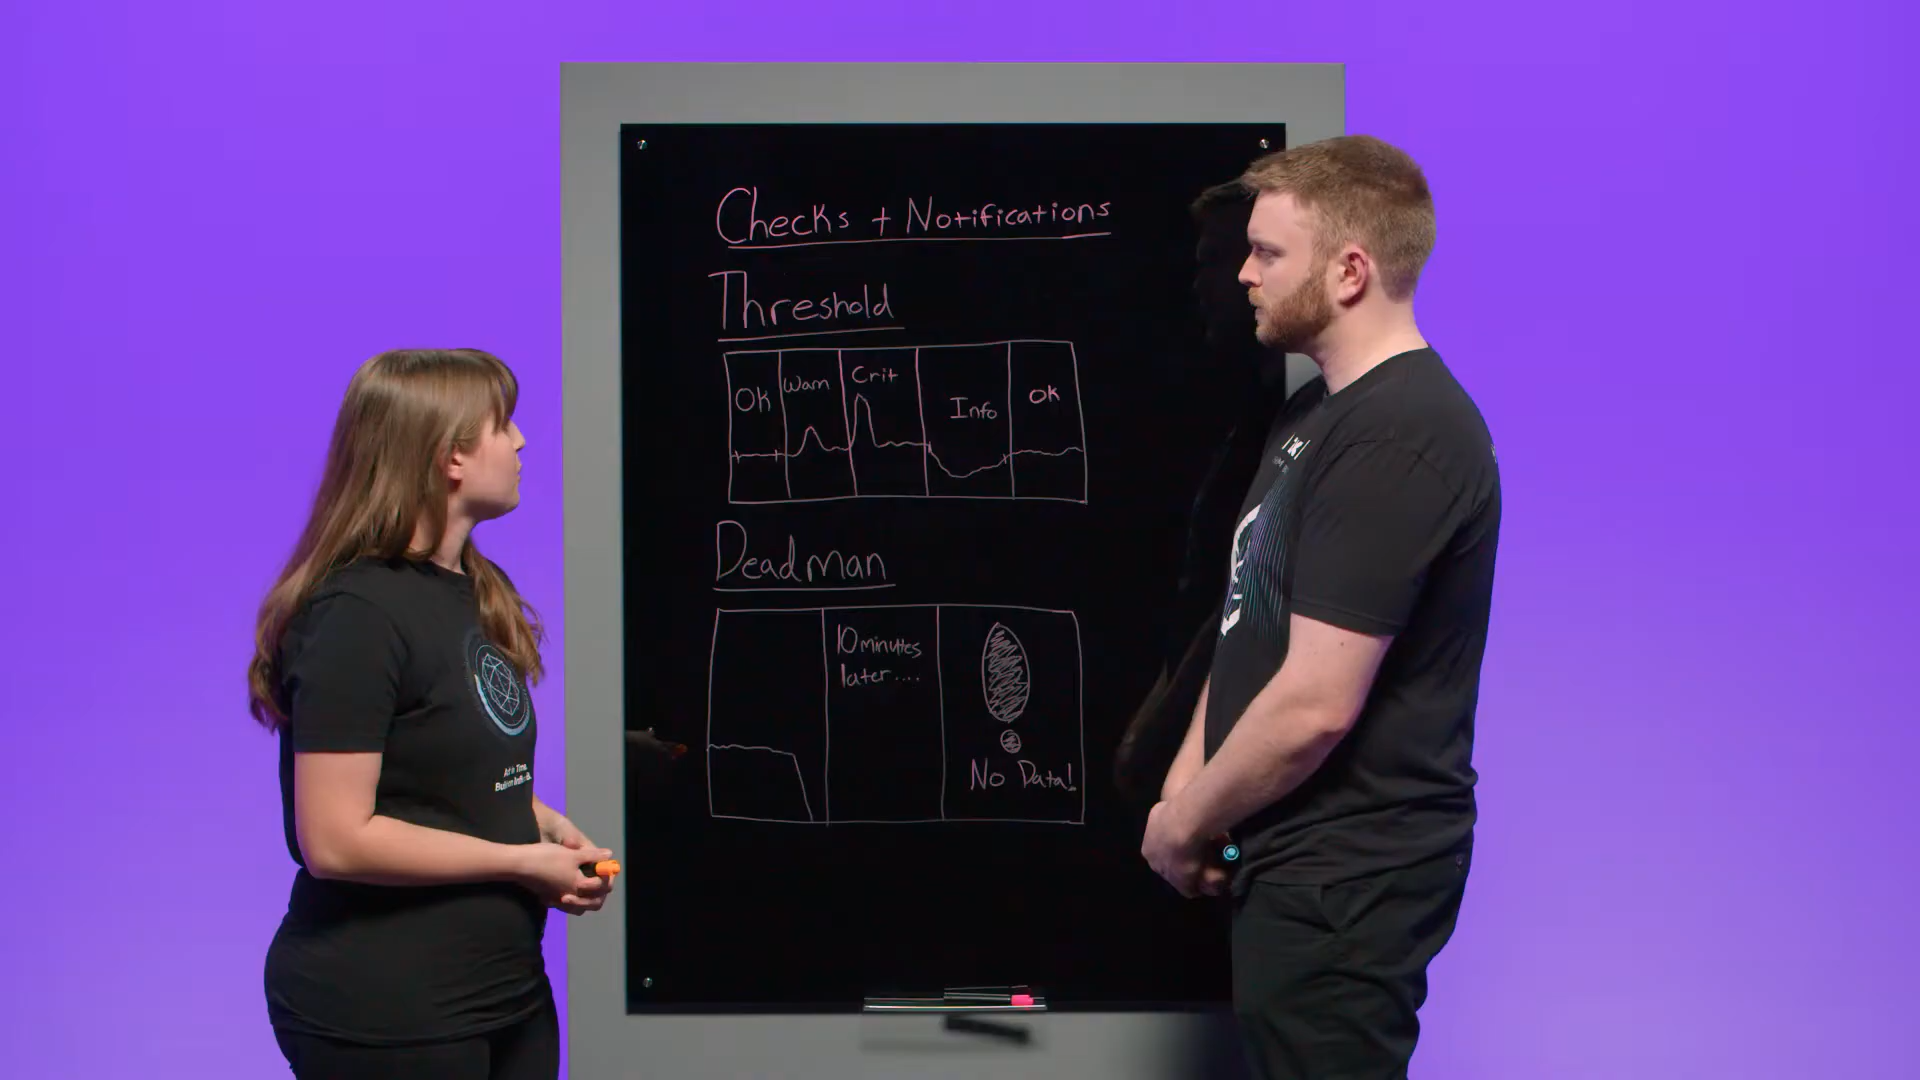 Checks + Notifications
Threshold
Ok
Warn
Crit
Info
OK
Deadman
10 minutes
later....
No Data!